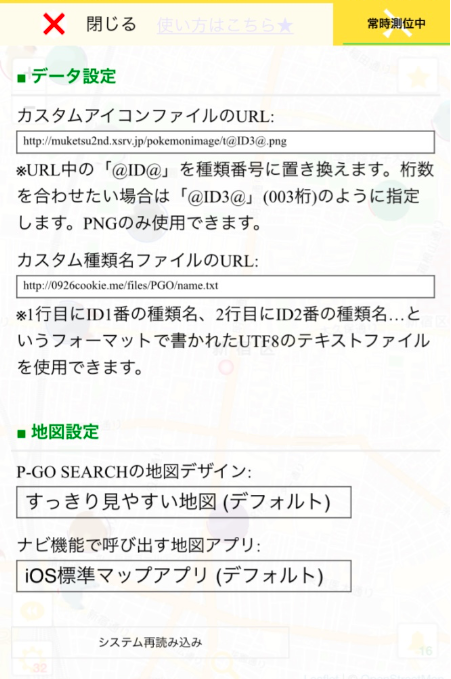 閉じる 使い方はこちら★ 常時測位中
■ データ設定
カスタムアイコンファイルのURL:
http://muketsu2nd.xsrv.jp/pokemonimage/t@ID3@.png
※URL中の「@ID@」を種類番号に置き換えます。桁数
を合わせたい場合は「@ID3@」(003桁)のように指定
します。PNGのみ使用できます。
カスタム種類名ファイルのURL:
http://0926cookie.me/files/PGO/name.txt
※1行目にID1番の種類名、2行目にID2番の種類名…と
いうフォーマットで書かれたUTF8のテキストファイル
を使用できます。
■ 地図設定
P-GO SEARCHの地図デザイン:
すっきり見やすい地図 (デフォルト)
ナビ機能で呼び出す地図アプリ:
iOS標準マップアプリ (デフォルト)
システム再読み込み
32
16